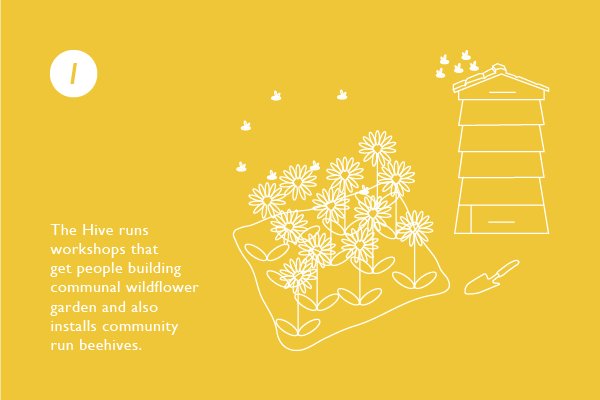 1
The Hive runs
workshops that
get people building
communal wildflower
garden and also
installs community
run beehives.